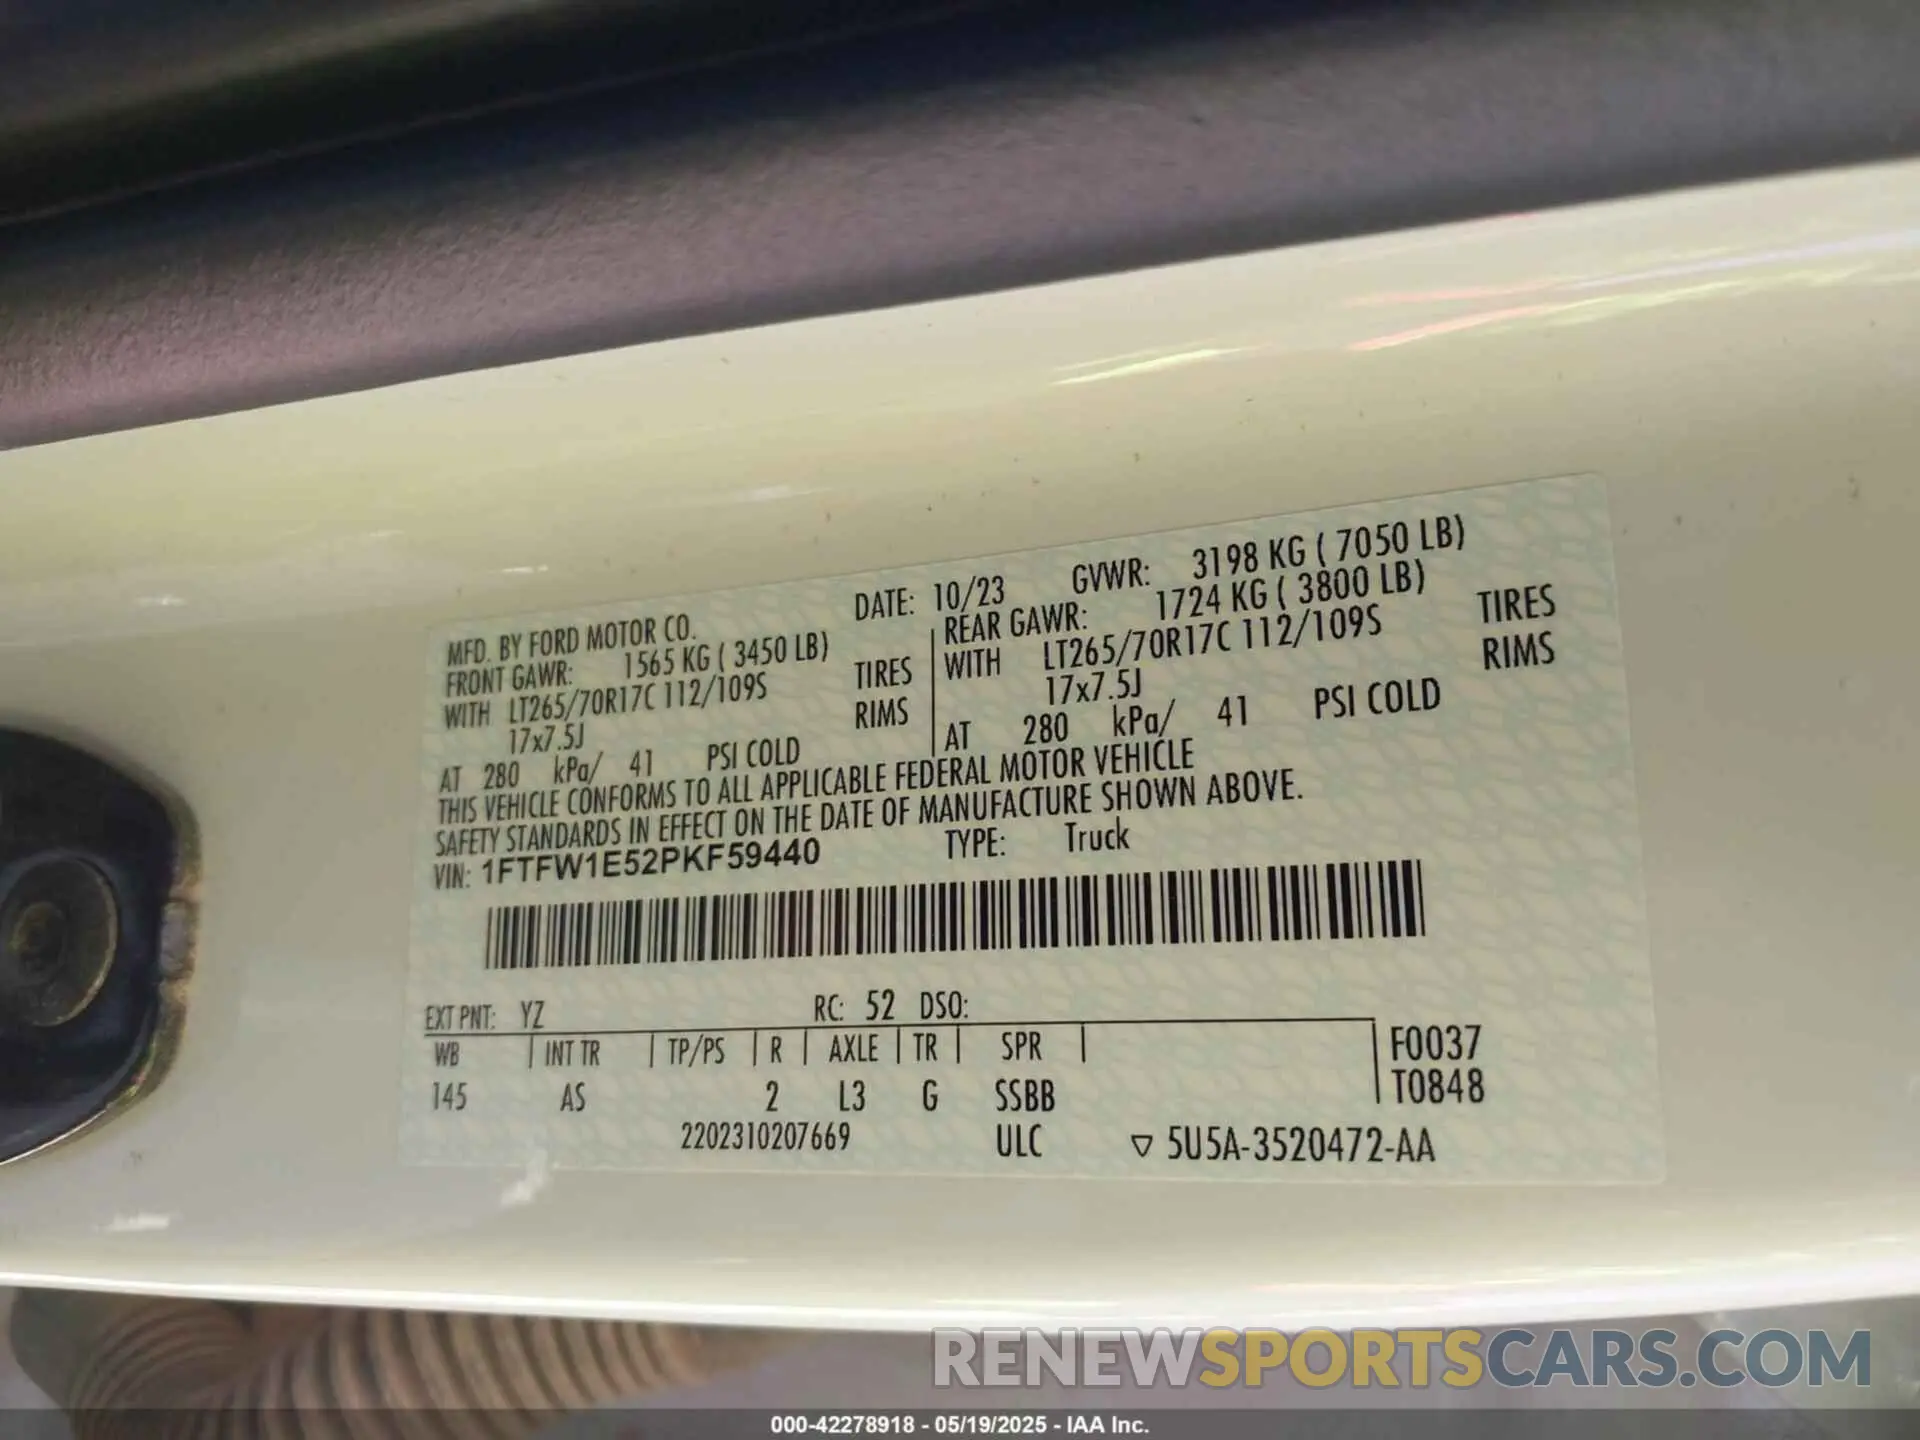 MFD. BY FORD MOTOR CO. DATE: 10/23 GVWR: 3198 KG ( 7050 LB)
FRONT GAWR: 1565 KG ( 3450 LB) REAR GAWR: 1724 KG ( 3800 LB)
WITH LT265/70R17C 112/109S TIRES WITH LT265/70R17C 112/109S TIRES
17x7.5J RIMS 17x7.5J RIMS
AT 280 kPa/ 41 PSI COLD AT 280 kPa/ 41 PSI COLD
THIS VEHICLE CONFORMS TO ALL APPLICABLE FEDERAL MOTOR VEHICLE
SAFETY STANDARDS IN EFFECT ON THE DATE OF MANUFACTURE SHOWN ABOVE.
VIN: 1FTFW1E52PKF59440 TYPE: Truck
EXT PNT: YZ RC: 52 DSO:
WB INT TR TP/PS R AXLE TR SPR F0037
145 AS 2 L3 G SSBB T0848
2202310207669 ULC ▽ 5U5A-3520472-AA
RENEWSPORTSCARS.COM
000-42278918 - 05/19/2025 - IAA Inc.